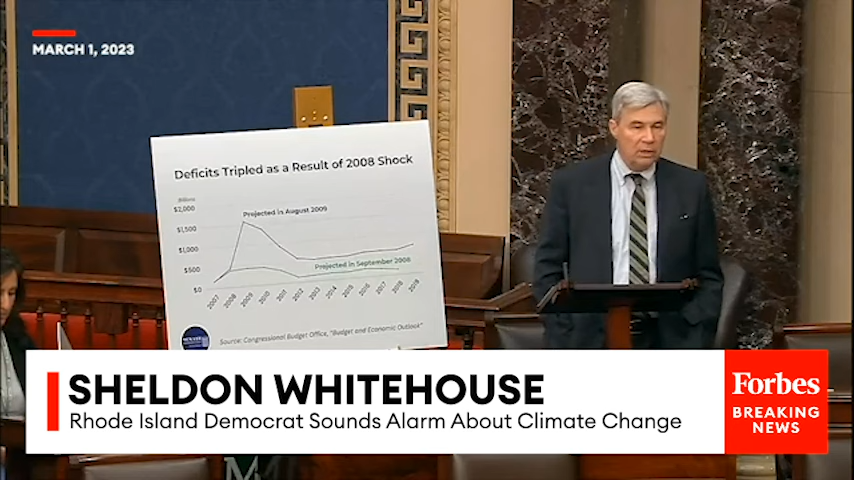 MARCH 1, 2023
Deficits Tripled as a Result of 2008 Shock
Billions
$2,000
$1,500
$1,000
$500
$0
Projected in August 2009
Projected in September 2008
2007
2008
2009
2010
2011
2012
2013
2014
2015
2016
2017
2018
2019
Source: Congressional Budget Office, "Budget and Economic Outlook"
SHELDON WHITEHOUSE
Rhode Island Democrat Sounds Alarm About Climate Change
Forbes
BREAKING
NEWS